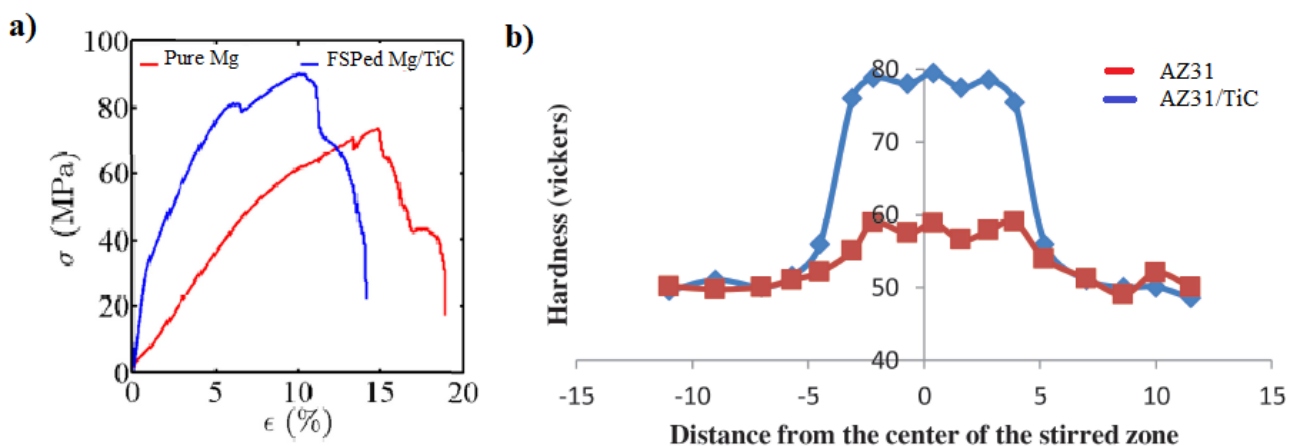 a)
100
80
60
40
20
0
σ (MPa)
Pure Mg
FSPed Mg/TiC
0 5 10 15 20
ϵ (%)
b)
Hardness (vickers)
80
70
60
50
40
AZ31
AZ31/TiC
-15 -10 -5 0 5 10 15
Distance from the center of the stirred zone